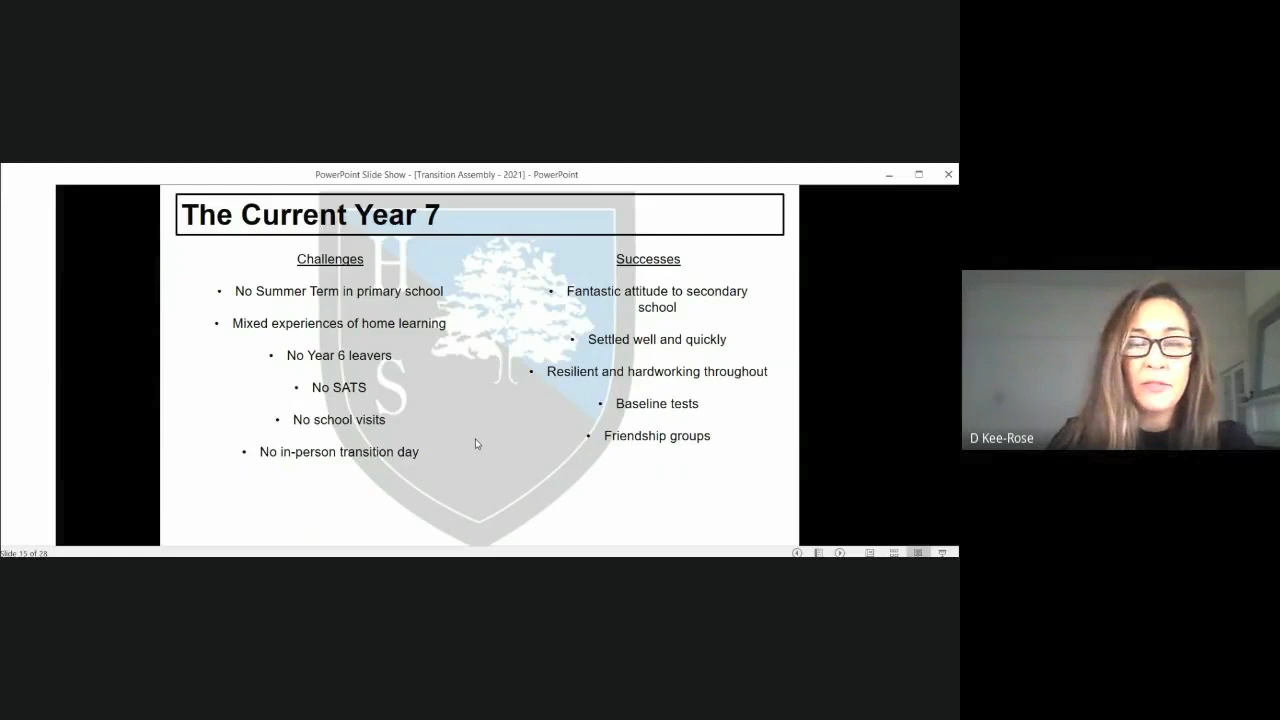 PowerPoint Slide Show - [Transition Assembly - 2021] - PowerPoint
The Current Year 7
Challenges
• No Summer Term in primary school
• Mixed experiences of home learning
• No Year 6 leavers
• No SATS
• No school visits
• No in-person transition day
Successes
• Fantastic attitude to secondary
school
• Settled well and quickly
• Resilient and hardworking throughout
• Baseline tests
• Friendship groups
H
S
Slide 15 of 28
D Kee-Rose